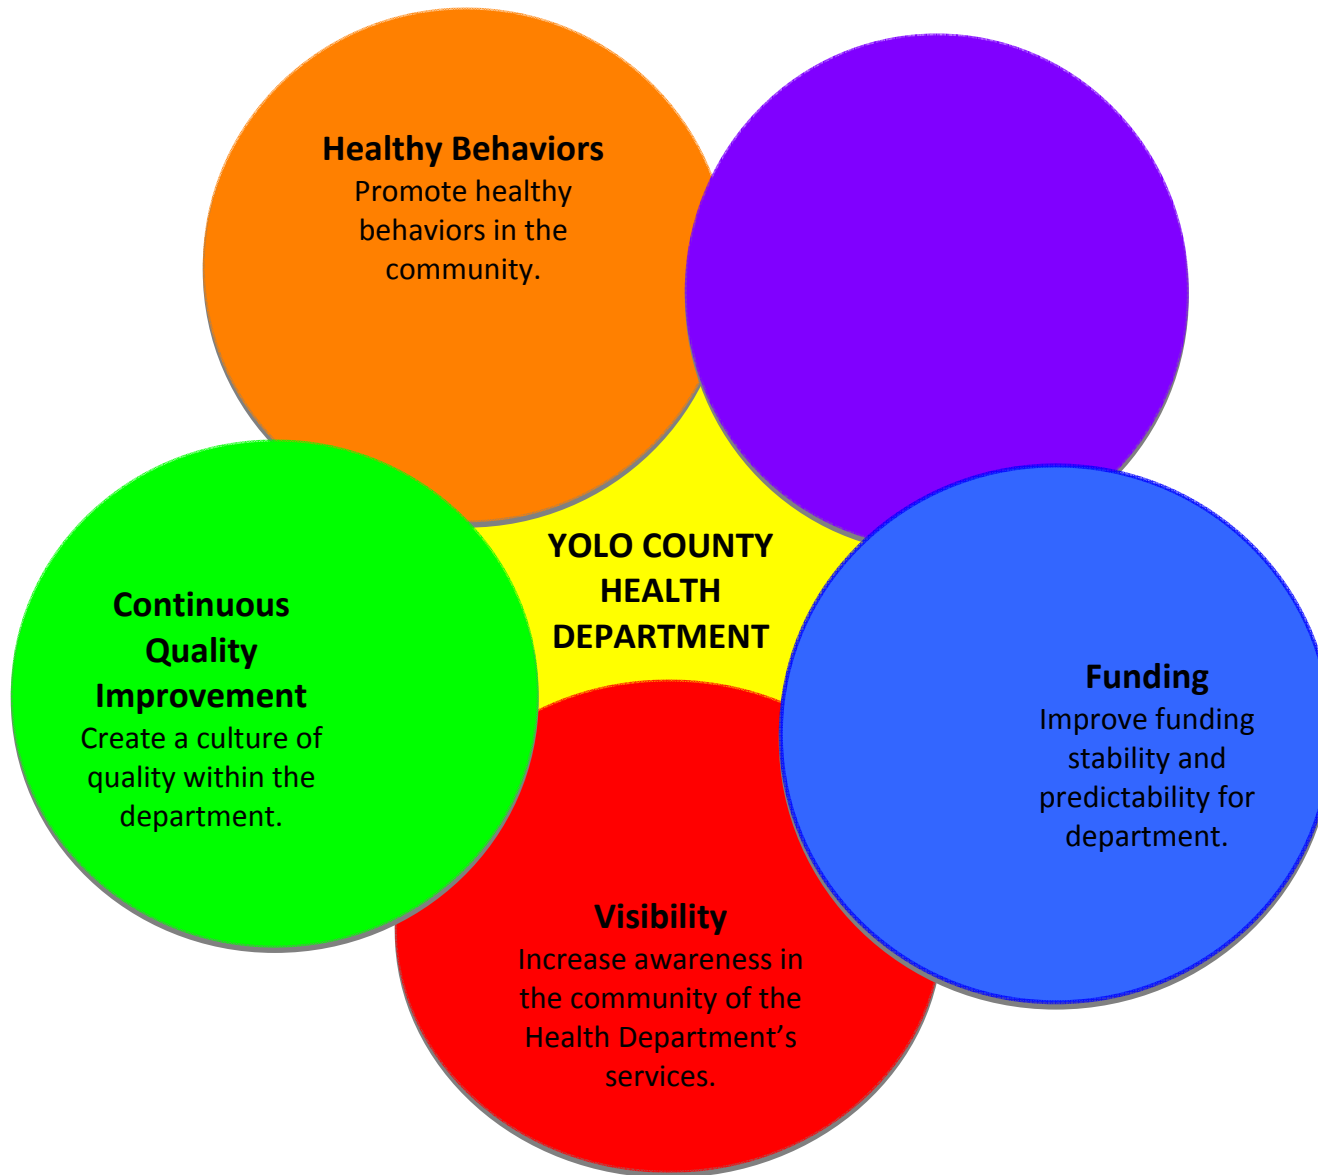 Healthy Behaviors
Promote healthy
behaviors in the
community.
YOLO COUNTY
HEALTH
DEPARTMENT
Continuous
Quality
Improvement
Create a culture of
quality within the
department.
Funding
Improve funding
stability and
predictability for
department.
Visibility
Increase awareness in
the community of the
Health Department’s
services.